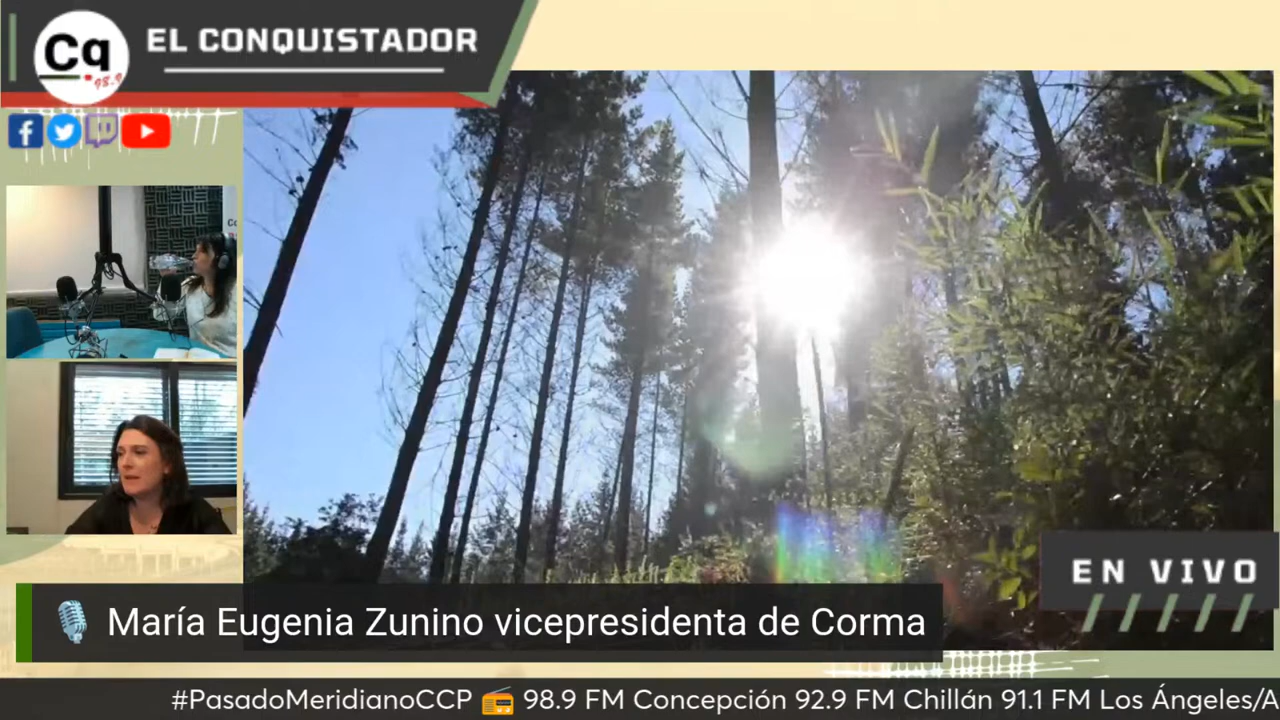 Cq
98.9
EL CONQUISTADOR
EN VIVO
María Eugenia Zunino vicepresidenta de Corma
#PasadoMeridianoCCP 98.9 FM Concepción 92.9 FM Chillán 91.1 FM Los Ángeles/A